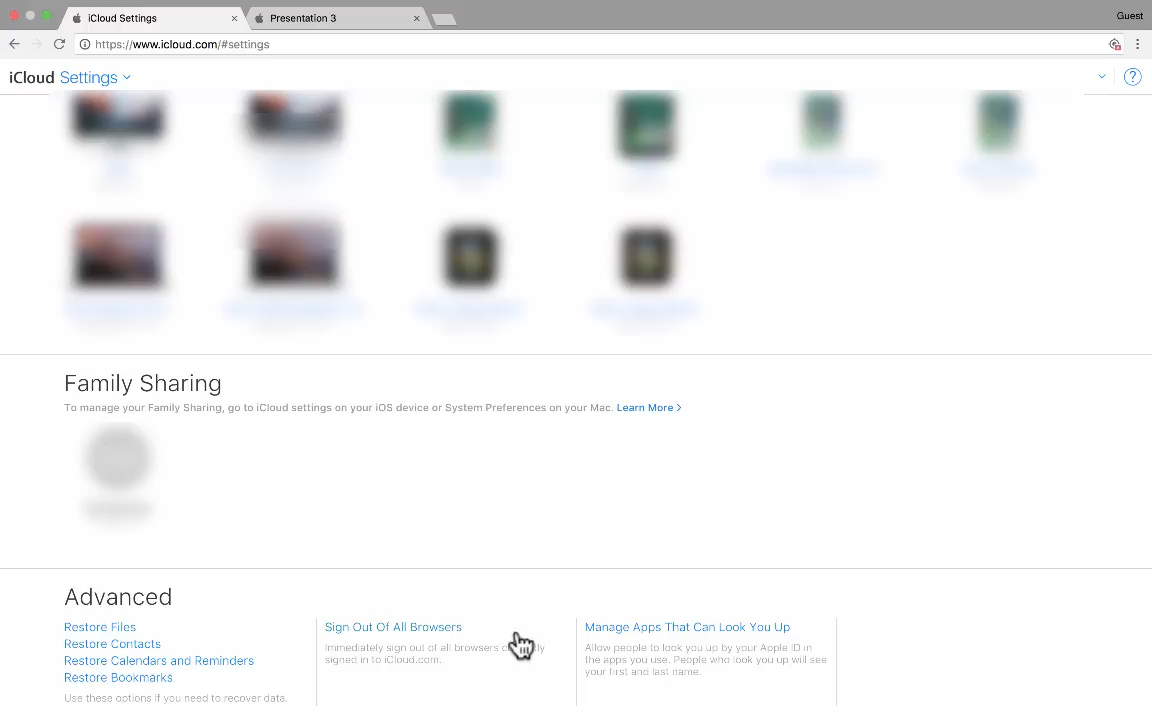 iCloud Settings
Presentation 3
Guest
https://www.icloud.com/#settings
iCloud Settings
Family Sharing
To manage your Family Sharing, go to iCloud settings on your iOS device or System Preferences on your Mac. Learn More >
Advanced
Restore Files
Restore Contacts
Restore Calendars and Reminders
Restore Bookmarks
Use these options if you need to recover data.
Sign Out Of All Browsers
Immediately sign out of all browsers
signed in to iCloud.com.
Manage Apps That Can Look You Up
Allow people to look you up by your Apple ID in
the apps you use. People who look you up will see
your first and last name.